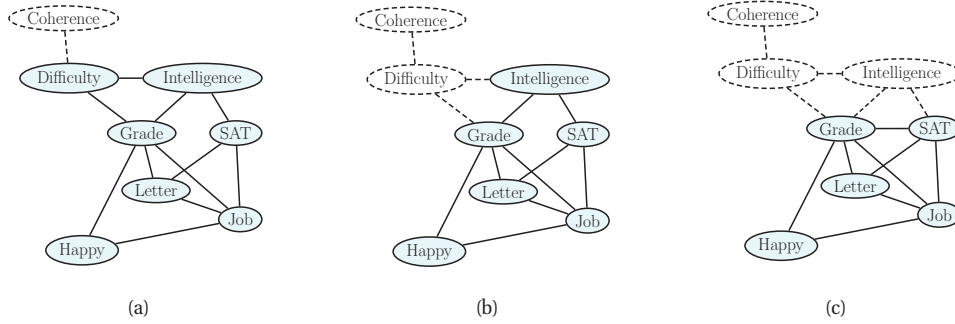 Coherence
Difficulty
Intelligence
Grade
SAT
Letter
Job
Happy
(a)
Coherence
Difficulty
Intelligence
Grade
SAT
Letter
Job
Happy
(b)
Coherence
Difficulty
Intelligence
Grade
SAT
Letter
Job
Happy
(c)